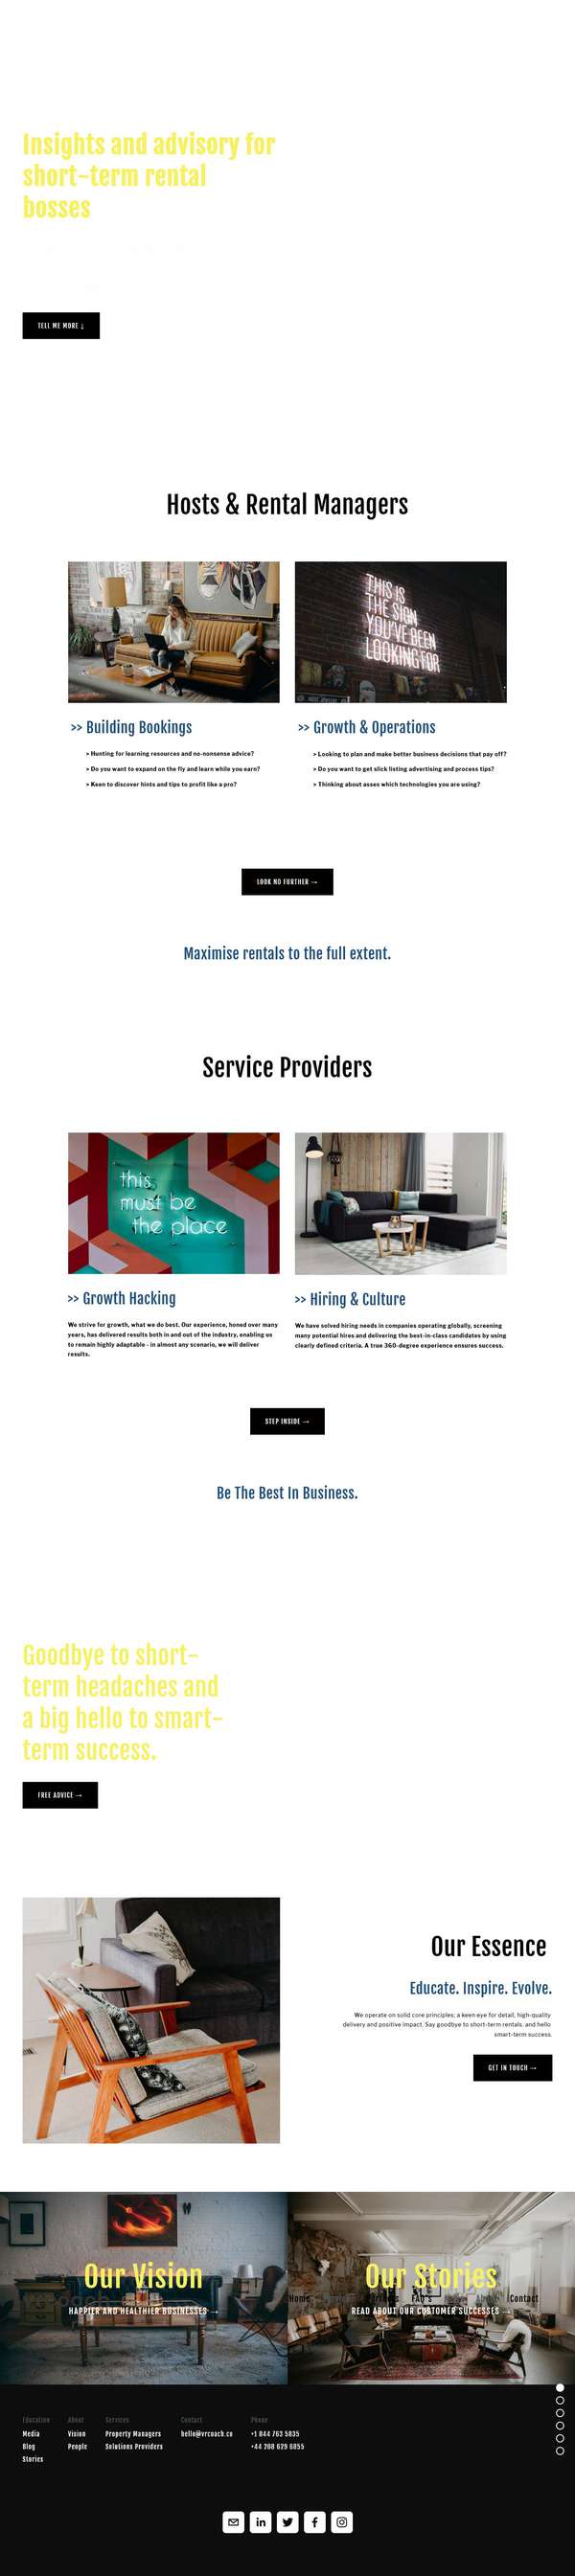 Insights and advisory for
short-term rental
bosses
TELL ME MORE ↓
Hosts & Rental Managers
THIS IS
THE SIGN
YOU'VE BEEN
LOOKING FOR
>> Building Bookings
> Hunting for learning resources and no-nonsense advice?
> Do you want to expand on the fly and learn while you earn?
> Keen to discover hints and tips to profit like a pro?
>> Growth & Operations
> Looking to plan and make better business decisions that pay off?
> Do you want to get slick listing advertising and process tips?
> Thinking about asses which technologies you are using?
LOOK NO FURTHER →
Maximise rentals to the full extent.
Service Providers
this
must be
the place
>> Growth Hacking
We strive for growth, what we do best. Our experience, honed over many
years, has delivered results both in and out of the industry, enabling us
to remain highly adaptable - in almost any scenario, we will deliver
results.
>> Hiring & Culture
We have solved hiring needs in companies operating globally, screening
many potential hires and delivering the best-in-class candidates by using
clearly defined criteria. A true 360-degree experience ensures success.
STEP INSIDE →
Be The Best In Business.
Goodbye to short-
term headaches and
a big hello to smart-
term success.
FREE ADVICE →
Our Essence
Educate. Inspire. Evolve.
We operate on solid core principles; a keen eye for detail, high-quality
delivery and positive impact. Say goodbye to short-term rentals, and hello
smart-term success.
GET IN TOUCH →
Our Vision
HAPPIER AND HEALTHIER BUSINESSES →
Our Stories
Home FAQ's Contact
READ ABOUT OUR CUSTOMER SUCCESSES →
Education
Media
Blog
Stories
About
Vision
People
Services
Property Managers
Solutions Providers
Contact
hello@vrcoach.co
Phone
+1 844 763 5835
+44 208 629 6055